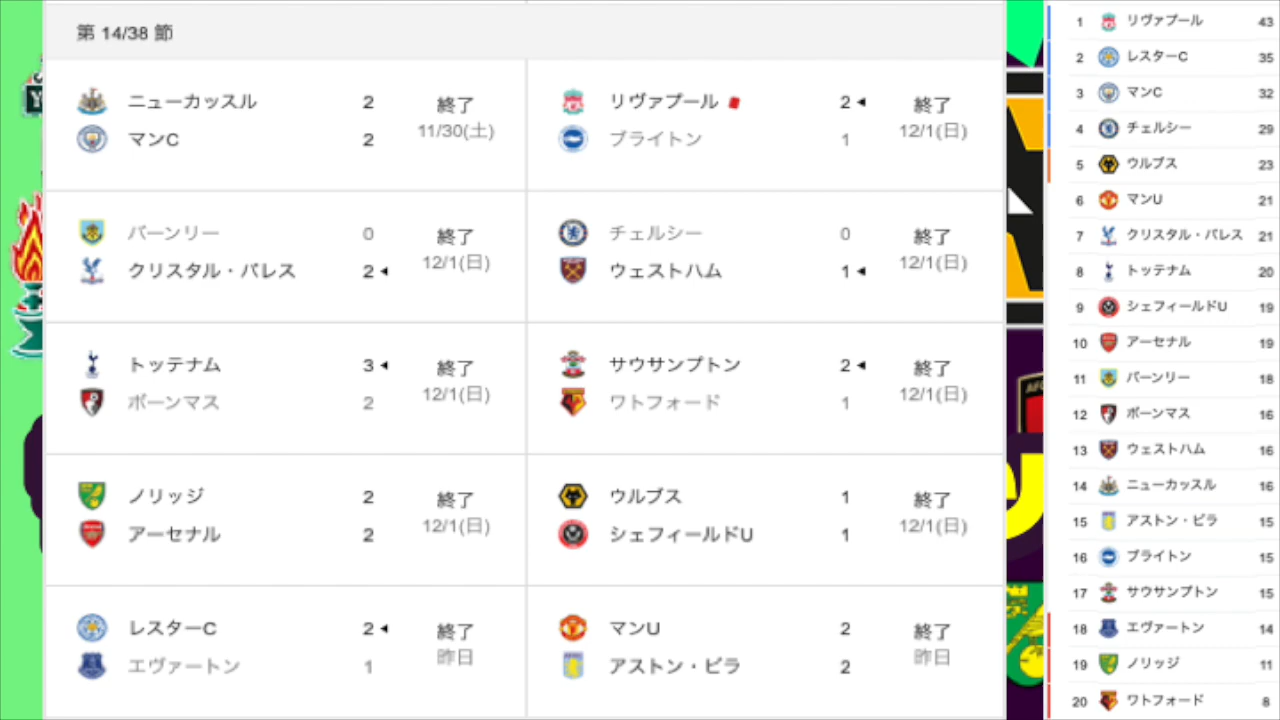 第 14/38 節
ニューカッスル 2
マンC 2
終了
11/30(土)
リヴァプール 2
ブライトン 1
終了
12/1(日)
バーンリー 0
クリスタル・パレス 2
終了
12/1(日)
チェルシー 0
ウェストハム 1
終了
12/1(日)
トッテナム 3
ボーンマス 2
終了
12/1(日)
サウサンプトン 2
ワトフォード 1
終了
12/1(日)
ノリッジ 2
アーセナル 2
終了
12/1(日)
ウルブス 1
シェフィールドU 1
終了
12/1(日)
レスターC 2
エヴァートン 1
終了
昨日
マンU 2
アストン・ビラ 2
終了
昨日
1 リヴァプール 43
2 レスターC 35
3 マンC 32
4 チェルシー 29
5 ウルブス 23
6 マンU 21
7 クリスタル・パレス 21
8 トッテナム 20
9 シェフィールドU 19
10 アーセナル 19
11 バーンリー 18
12 ボーンマス 16
13 ウェストハム 16
14 ニューカッスル 16
15 アストン・ビラ 15
16 ブライトン 15
17 サウサンプトン 15
18 エヴァートン 14
19 ノリッジ 11
20 ワトフォード 8